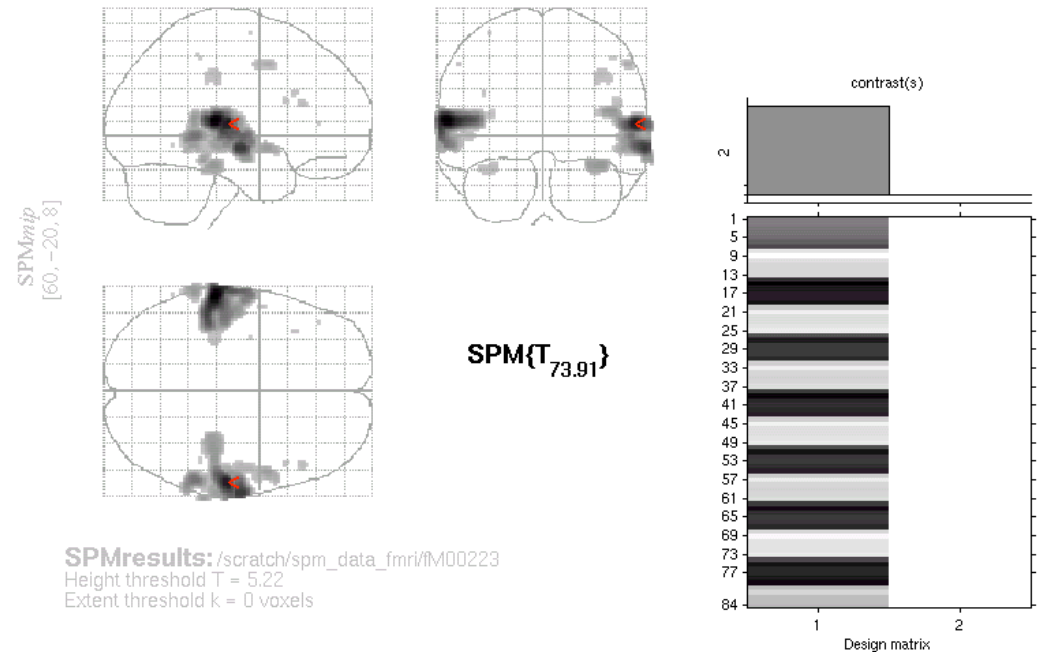 SPMmip
[60, -20, 8]
SPM{T73.91}
SPMresults: /scratch/spm_data_fmri/fM00223
Height threshold T = 5.22
Extent threshold k = 0 voxels
contrast(s)
2
1
5
9
13
17
21
25
29
33
37
41
45
49
53
57
61
65
69
73
77
84
1 2
Design matrix